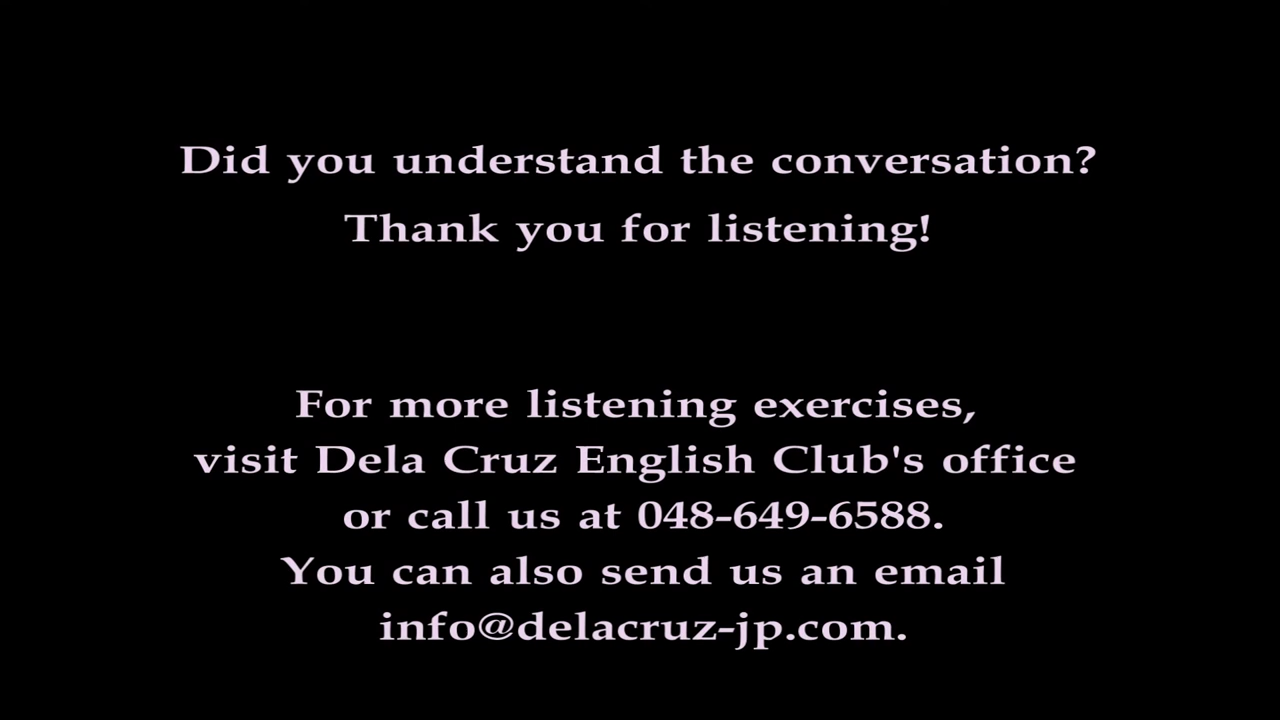 Did you understand the conversation?
Thank you for listening!
For more listening exercises,
visit Dela Cruz English Club's office
or call us at 048-649-6588.
You can also send us an email
info@delacruz-jp.com.